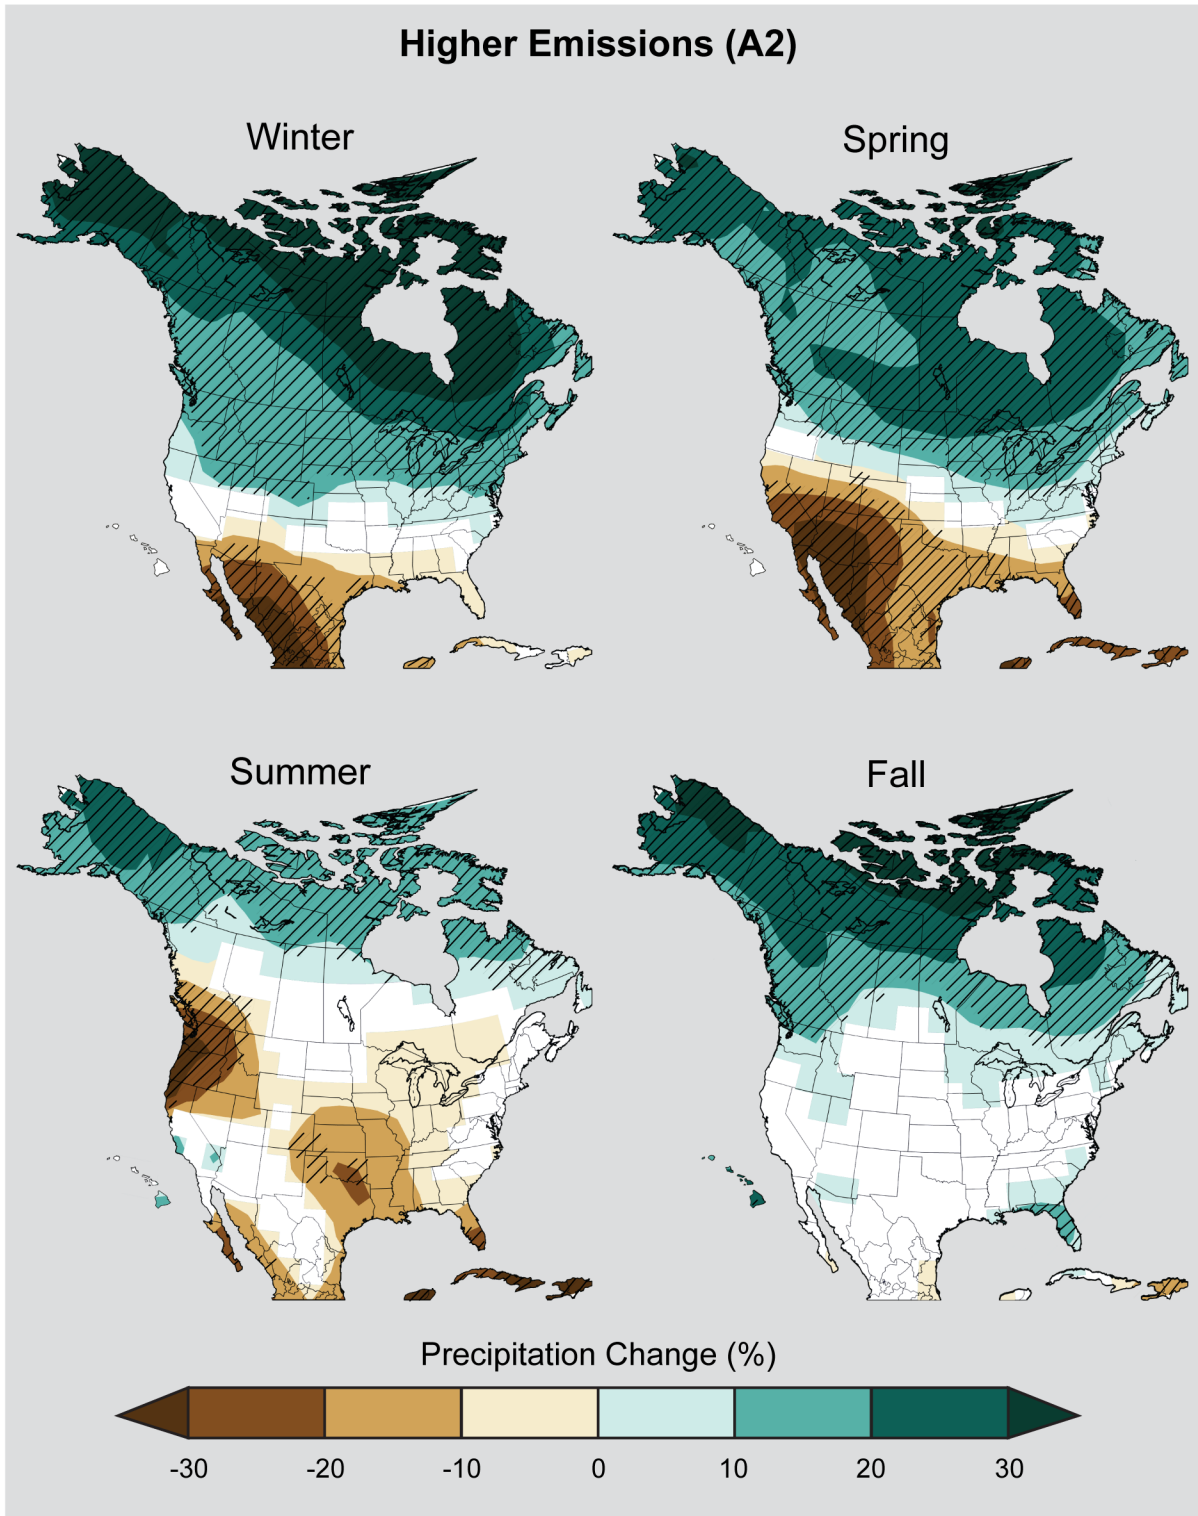 Higher Emissions (A2)
Winter
Spring
Summer
Fall
Precipitation Change (%)
-30 -20 -10 0 10 20 30